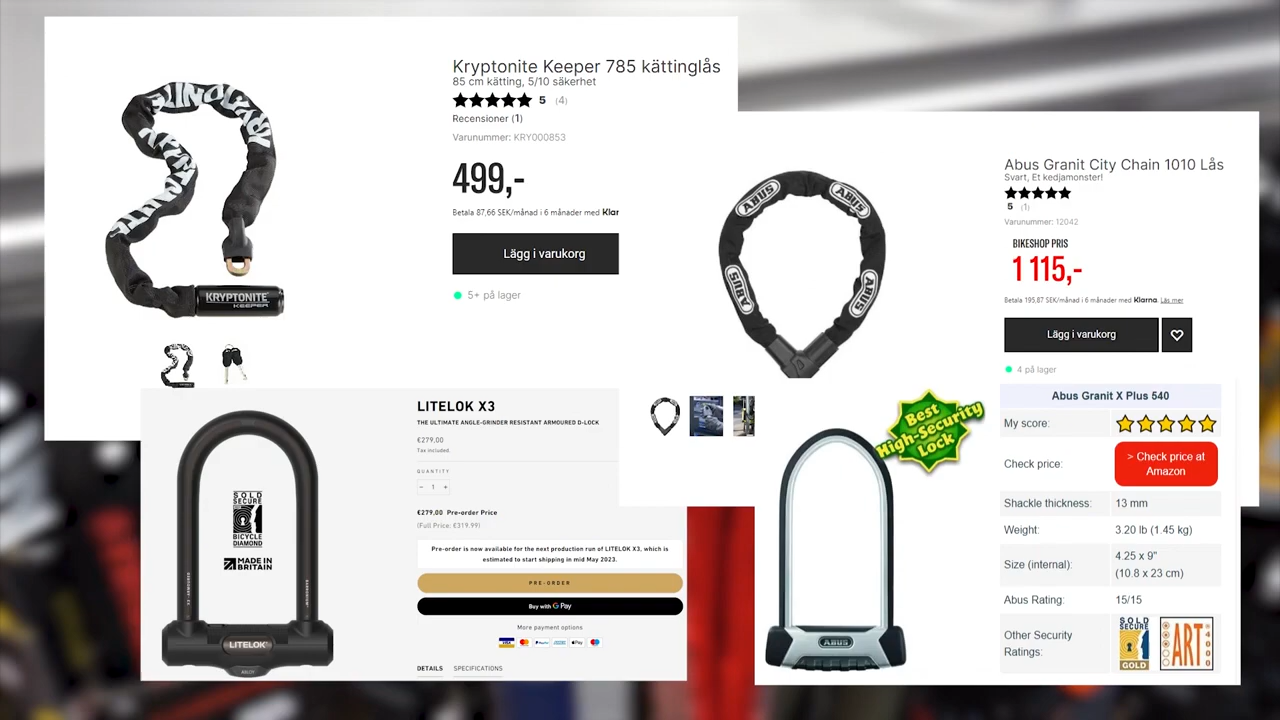 Kryptonite Keeper 785 kättinglås
85 cm kätting, 5/10 säkerhet
5 (4)
Recensioner (1)
Varunummer: KRY000853
499,-
Betala 87,66 SEK/månad i 6 månader med Klar
Lägg i varukorg
5+ på lager
KRYPTONITE
KRYPTONITE
KRYPTONITE
KEEPER
Abus Granit City Chain 1010 Lås
Svart, Et kedjamonster!
5 (1)
Varunummer: 12042
BIKESHOP PRIS
1 115,-
Betala 195,87 SEK/månad i 6 månader med Klarna. Läs mer
Lägg i varukorg
4 på lager
ABUS
ABUS
ABUS
ABUS
LITELOK X3
THE ULTIMATE ANGLE-GRINDER RESISTANT ARMOURED D-LOCK
€279,00
Tax included.
QUANTITY
− 1 +
€279,00 Pre-order Price
(Full Price: €319.99)
Pre-order is now available for the next production run of LITELOK X3, which is
estimated to start shipping in mid May 2023.
PRE-ORDER
Buy with G Pay
More payment options
VISA
PayPal
Pay
DETAILS SPECIFICATIONS
SOLD
SECURE
BICYCLE
DIAMOND
MADE IN
BRITAIN
LITELOK
Best
High-Security
Lock
ABUS
Abus Granit X Plus 540
My score:
Check price: > Check price at
Amazon
Shackle thickness: 13 mm
Weight: 3.20 lb (1.45 kg)
Size (internal): 4.25 x 9"
(10.8 x 23 cm)
Abus Rating: 15/15
Other Security
Ratings:
SOLD
SECURE
GOLD
ART